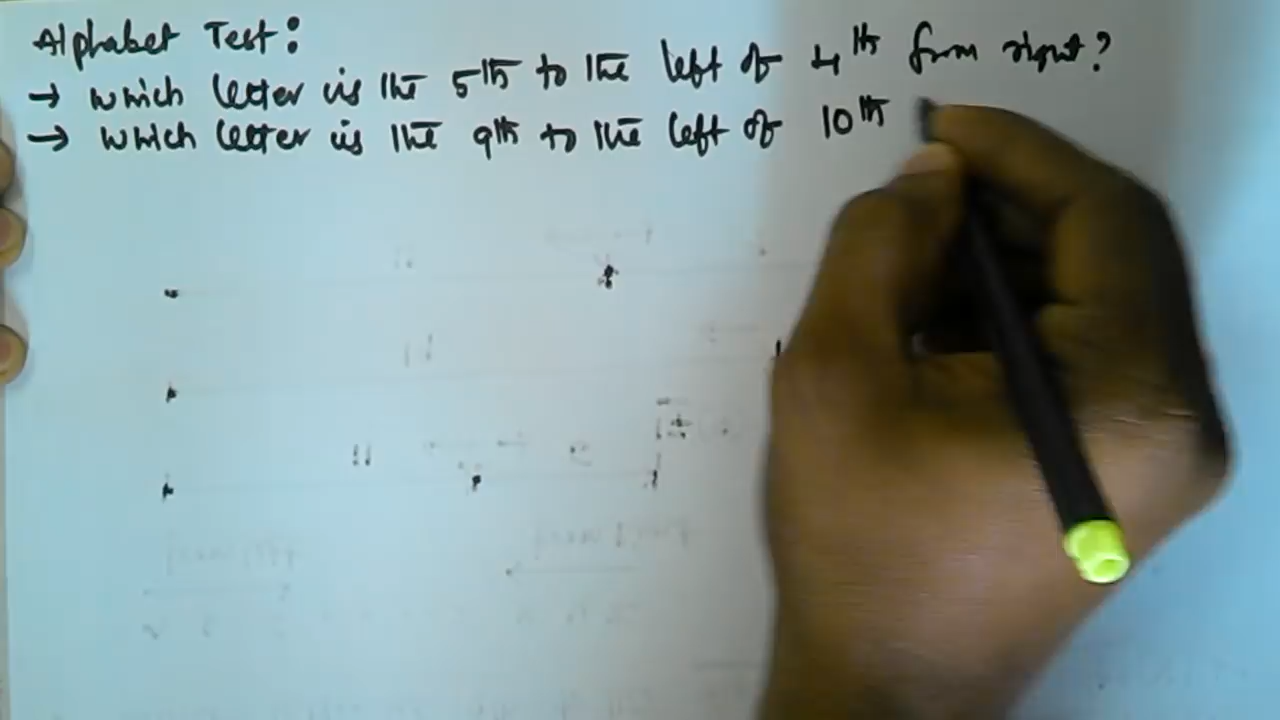 Alphabet Test:
→ which letter is the 5th to the left of 4th from right?
→ which letter is the 9th to the left of 10th